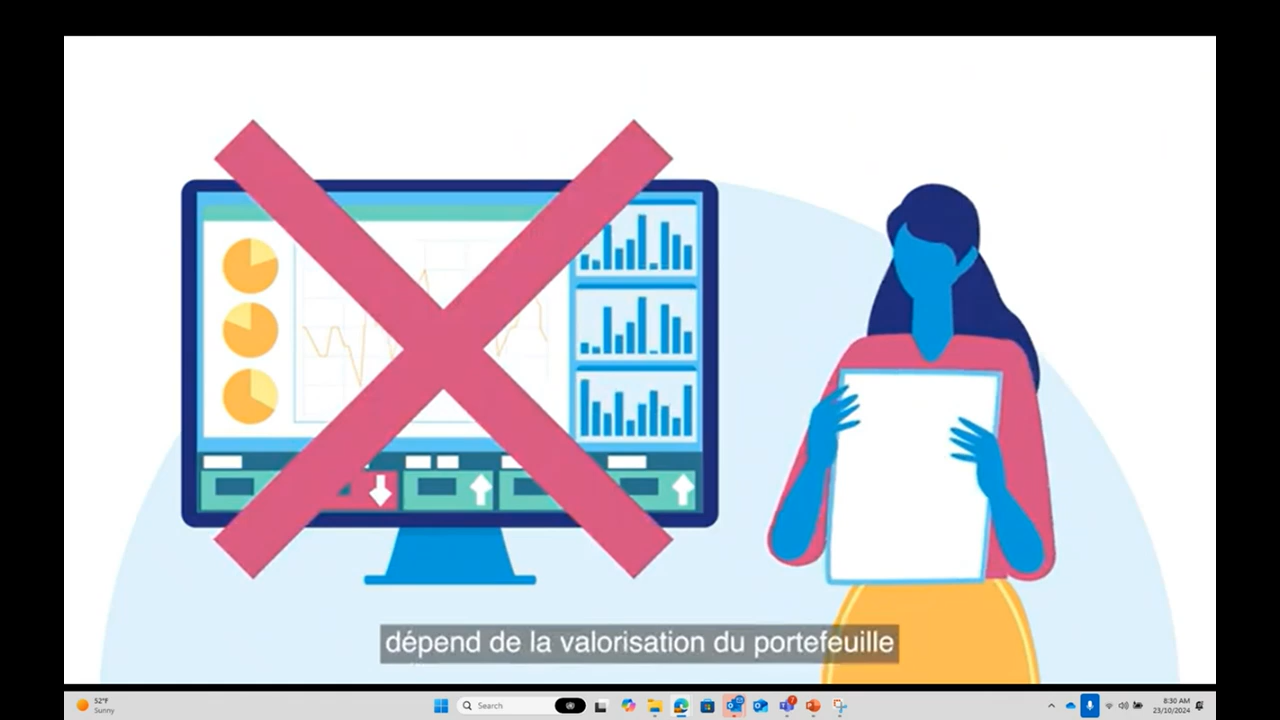 dépend de la valorisation du portefeuille
52°F
Sunny
Search
8:30 AM
23/10/2024